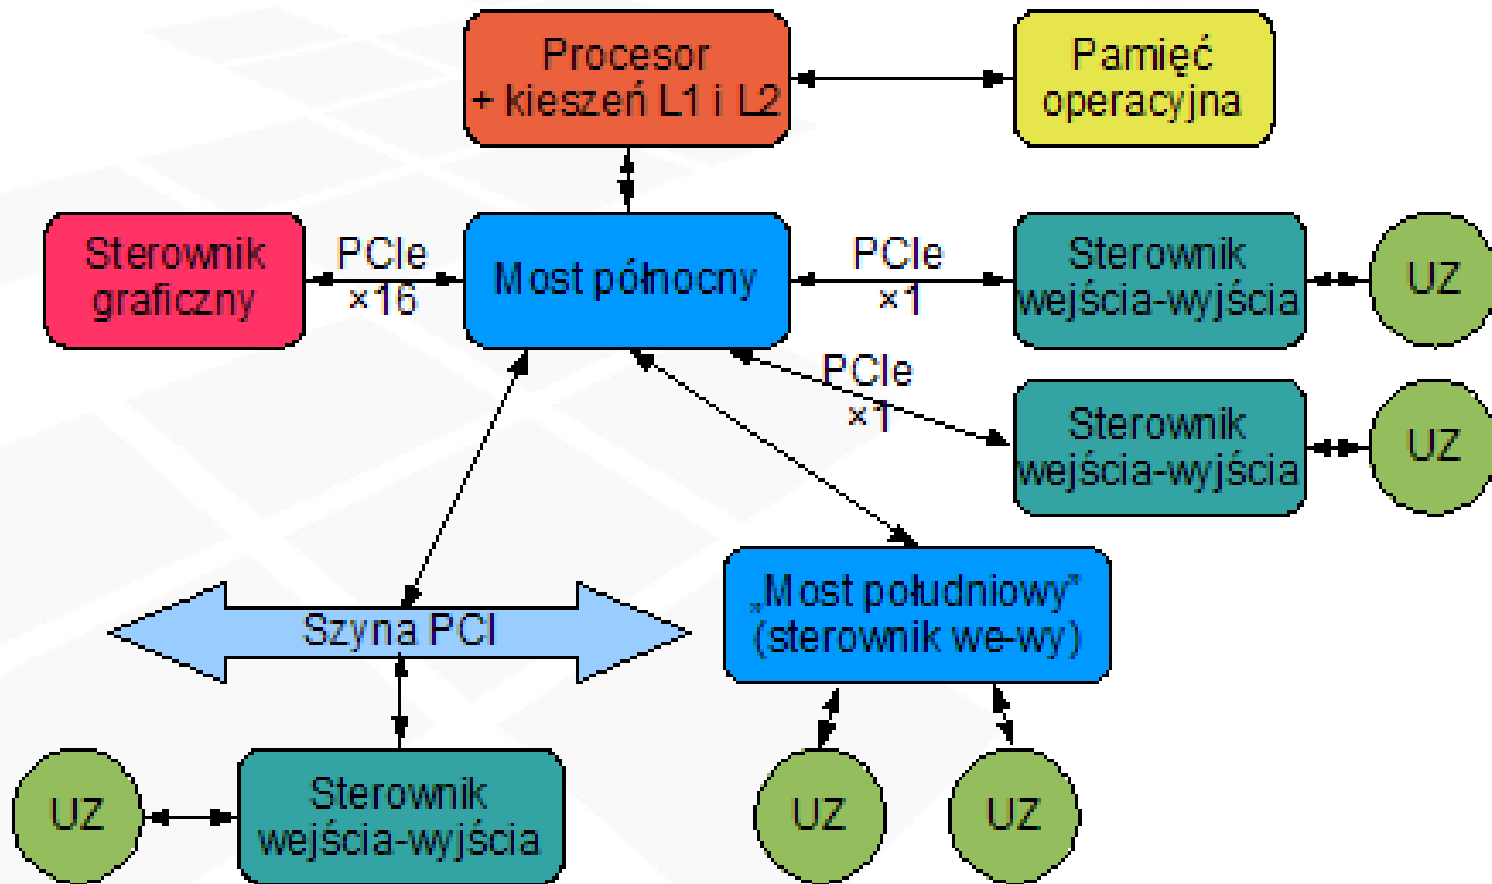 Procesor
+ kieszeń L1 i L2
Pamięć
operacyjna
Sterownik
graficzny
PCIe
×16
Most północny
PCIe
×1
Sterownik
wejścia-wyjścia
UZ
PCIe
×1
Sterownik
wejścia-wyjścia
UZ
Szyna PCI
„Most południowy”
(sterownik we-wy)
UZ
Sterownik
wejścia-wyjścia
UZ
UZ